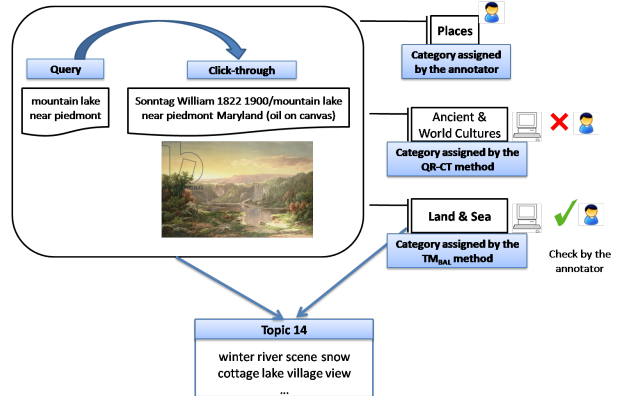 Places
Query
Click-through
Category assigned
by the annotator
mountain lake
near piedmont
Sonntag William 1822 1900/mountain lake
near piedmont Maryland (oil on canvas)
Ancient &
World Cultures
Category assigned by the
QR-CT method
Land & Sea
Category assigned by the
TMBAL method
Check by the
annotator
Topic 14
winter river scene snow
cottage lake village view
...